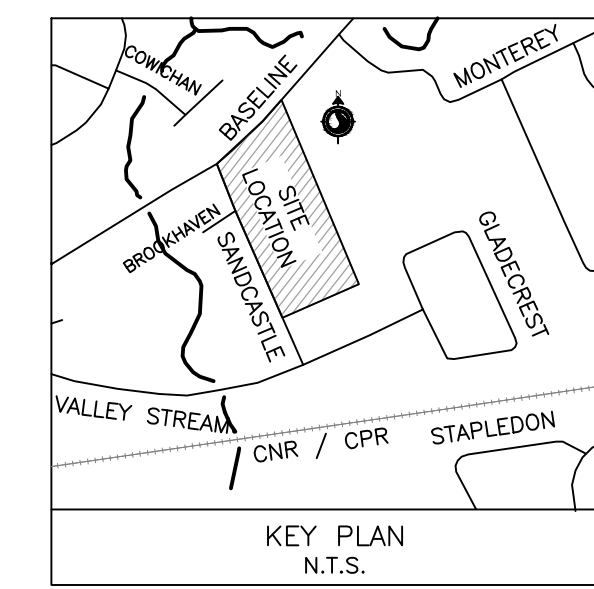 COWICHAN
BASELINE
MONTEREY
N
SITE
LOCATION
BROOKHAVEN
SANDCASTLE
GLADECREST
VALLEY STREAM
CNR / CPR
STAPLEDON
KEY PLAN
N.T.S.